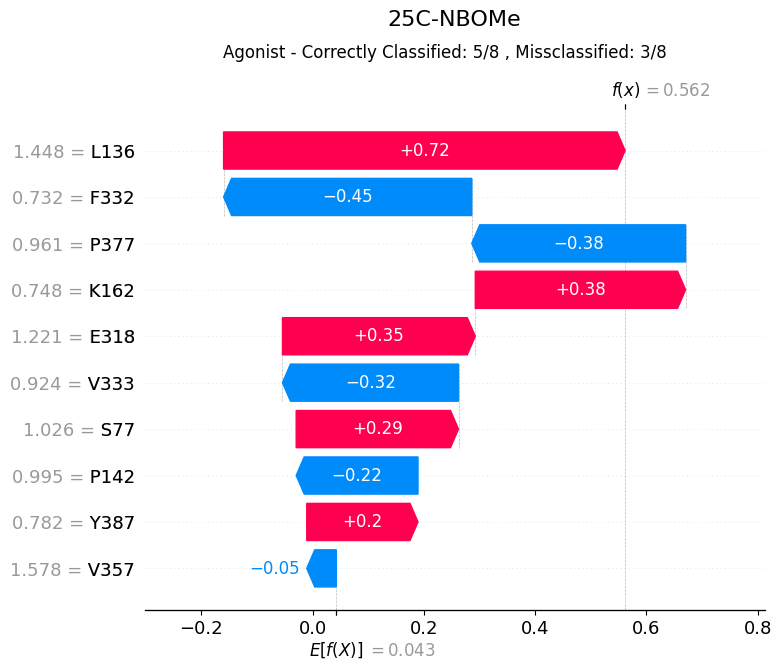 25C-NBOMe
Agonist - Correctly Classified: 5/8 , Missclassified: 3/8
f(x) = 0.562
1.448 = L136 +0.72
0.732 = F332 −0.45
0.961 = P377 −0.38
0.748 = K162 +0.38
1.221 = E318 +0.35
0.924 = V333 −0.32
1.026 = S77 +0.29
0.995 = P142 −0.22
0.782 = Y387 +0.2
1.578 = V357 −0.05
−0.2 0.0 0.2 0.4 0.6 0.8
E[f(X)] = 0.043